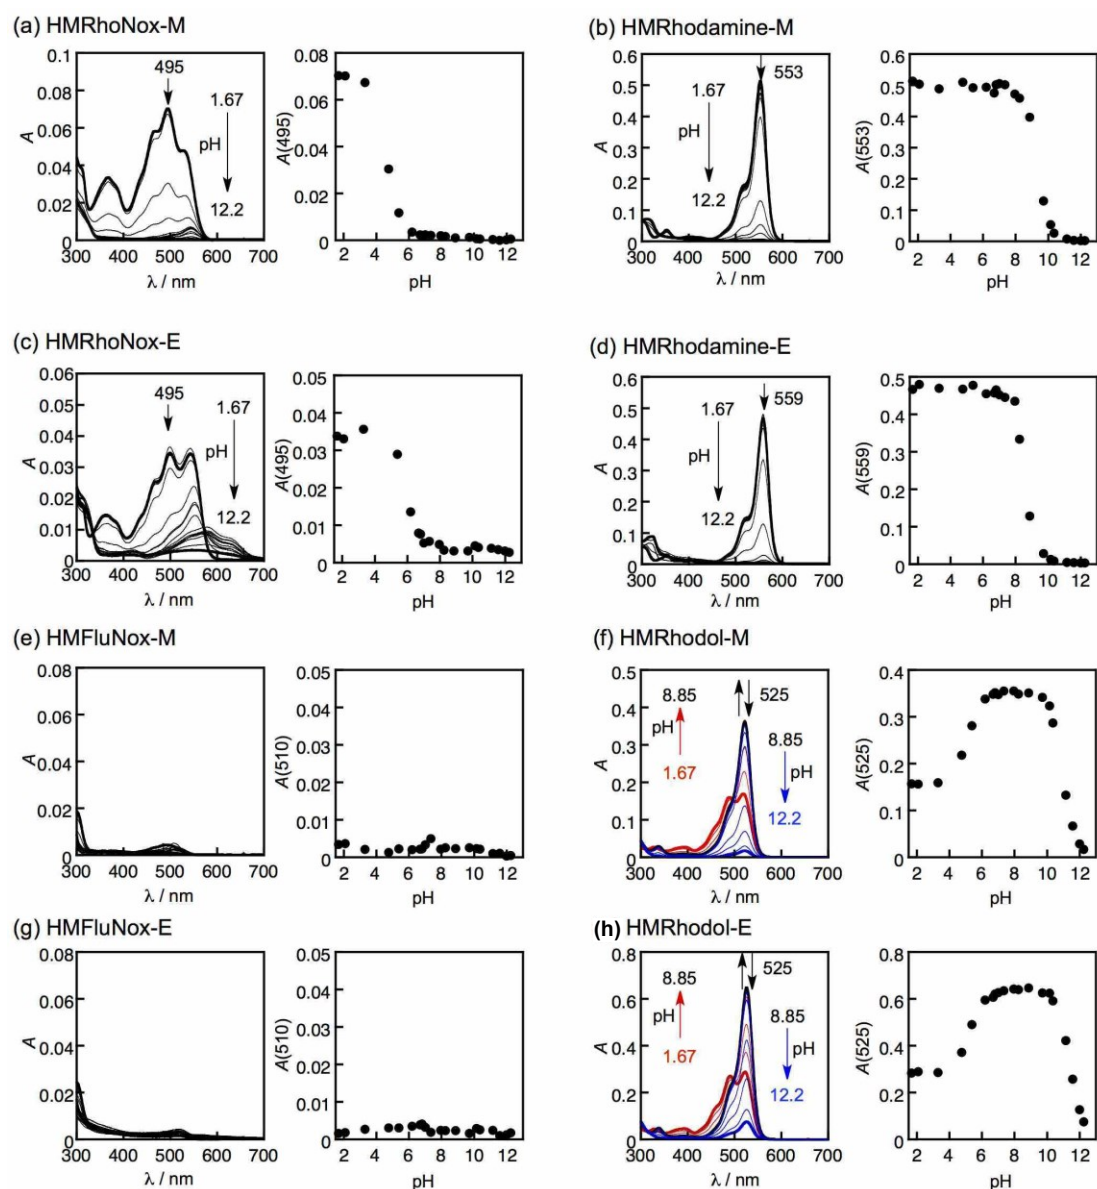 (a) HMRhoNox-M
0.1
0.08
0.06
0.04
0.02
0
A
495
1.67
pH
12.2
300 400 500 600 700
λ / nm
0.08
0.06
0.04
0.02
0
A(495)
2 4 6 8 10 12
pH
(b) HMRhodamine-M
0.6
0.5
0.4
0.3
0.2
0.1
0
A
553
1.67
pH
12.2
300 400 500 600 700
λ / nm
0.6
0.5
0.4
0.3
0.2
0.1
0
A(553)
2 4 6 8 10 12
pH
(c) HMRhoNox-E
0.06
0.05
0.04
0.03
0.02
0.01
0
A
495
1.67
pH
12.2
300 400 500 600 700
λ / nm
0.05
0.04
0.03
0.02
0.01
0
A(495)
2 4 6 8 10 12
pH
(d) HMRhodamine-E
0.6
0.5
0.4
0.3
0.2
0.1
0
A
559
1.67
pH
12.2
300 400 500 600 700
λ / nm
0.6
0.5
0.4
0.3
0.2
0.1
0
A(559)
2 4 6 8 10 12
pH
(e) HMFluNox-M
0.08
0.06
0.04
0.02
0
A
300 400 500 600 700
λ / nm
0.05
0.04
0.03
0.02
0.01
0
A(510)
2 4 6 8 10 12
pH
(f) HMRhodol-M
0.5
0.4
0.3
0.2
0.1
0
A
8.85
pH
1.67
525
8.85
pH
12.2
300 400 500 600 700
λ / nm
0.4
0.3
0.2
0.1
0
A(525)
2 4 6 8 10 12
pH
(g) HMFluNox-E
0.08
0.06
0.04
0.02
0
A
300 400 500 600 700
λ / nm
0.05
0.04
0.03
0.02
0.01
0
A(510)
2 4 6 8 10 12
pH
(h) HMRhodol-E
0.8
0.6
0.4
0.2
0
A
8.85
pH
1.67
525
8.85
pH
12.2
300 400 500 600 700
λ / nm
0.8
0.6
0.4
0.2
0
A(525)
2 4 6 8 10 12
pH